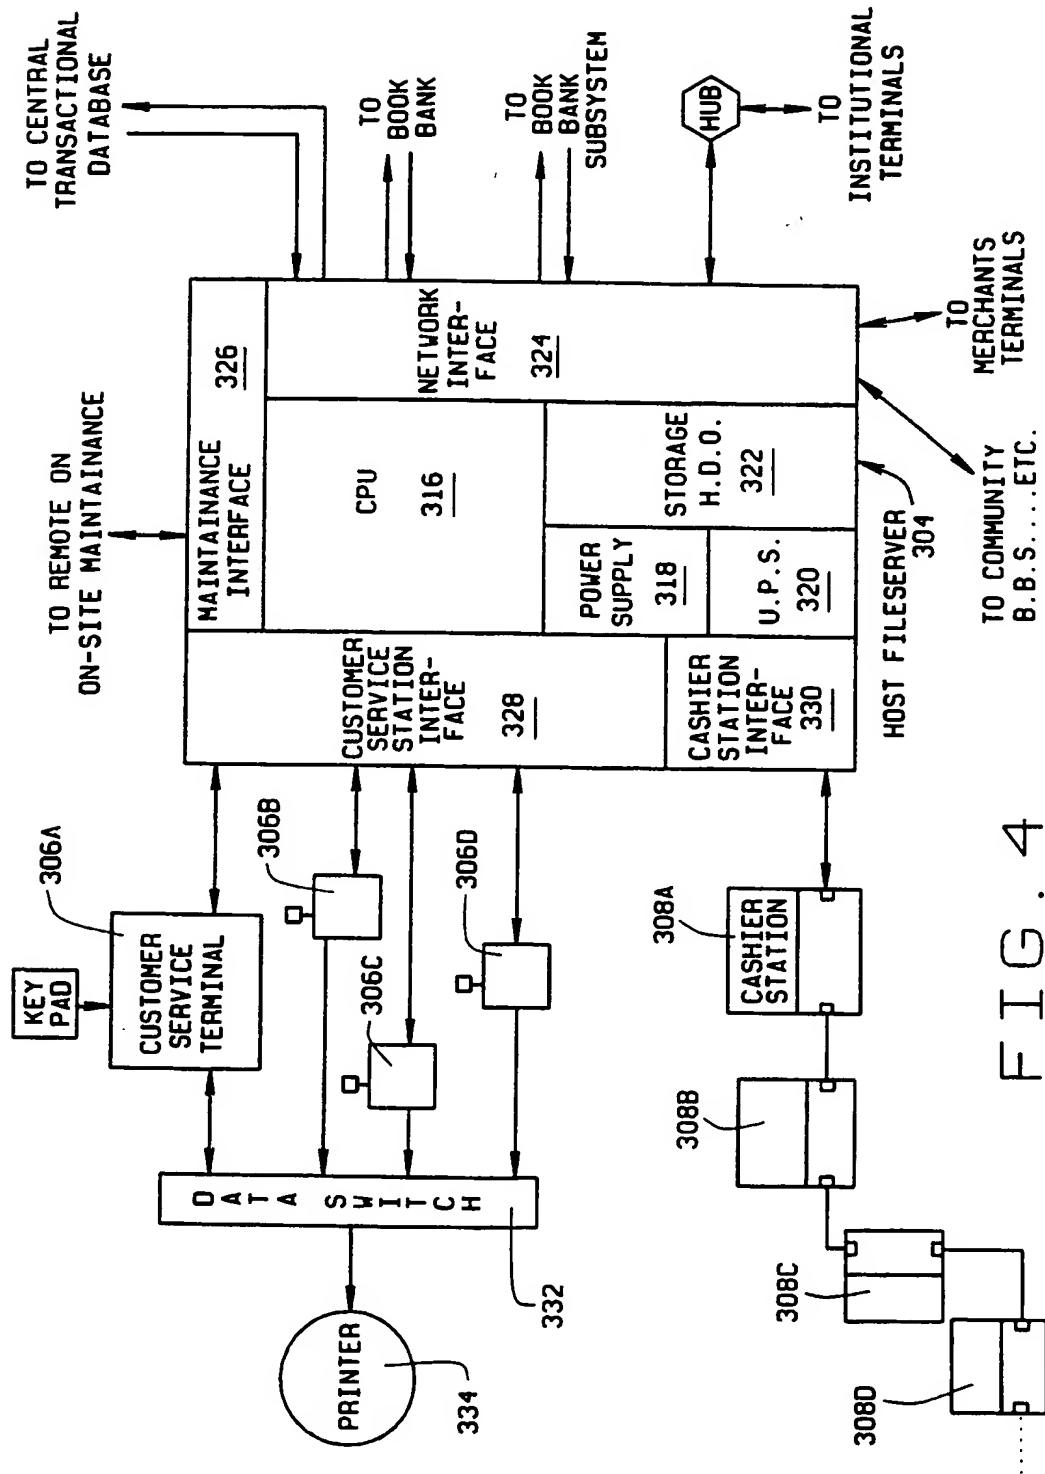 TO CENTRAL
TRANSACTIONAL
DATABASE
TO REMOTE ON
ON-SITE MAINTAINANCE
TO
BOOK
BANK
TO
BOOK
BANK
SUBSYSTEM
HUB
TO
INSTITUTIONAL
TERMINALS
TO
MERCHANTS
TERMINALS
TO COMMUNITY
B.B.S....ETC.
HOST FILESERVER
304
MAINTAINANCE
INTERFACE
326
NETWORK
INTER-
FACE
324
CPU
316
STORAGE
H.D.O.
322
POWER
SUPPLY
318
U.P.S.
320
CUSTOMER
SERVICE
STATION
INTER-
FACE
328
CASHIER
STATION
INTER-
FACE
330
KEY
PAD
306A
CUSTOMER
SERVICE
TERMINAL
306B
306C
306D
DATA SWITCH
332
PRINTER
334
308A
CASHIER
STATION
308B
308C
308D
FIG. 4